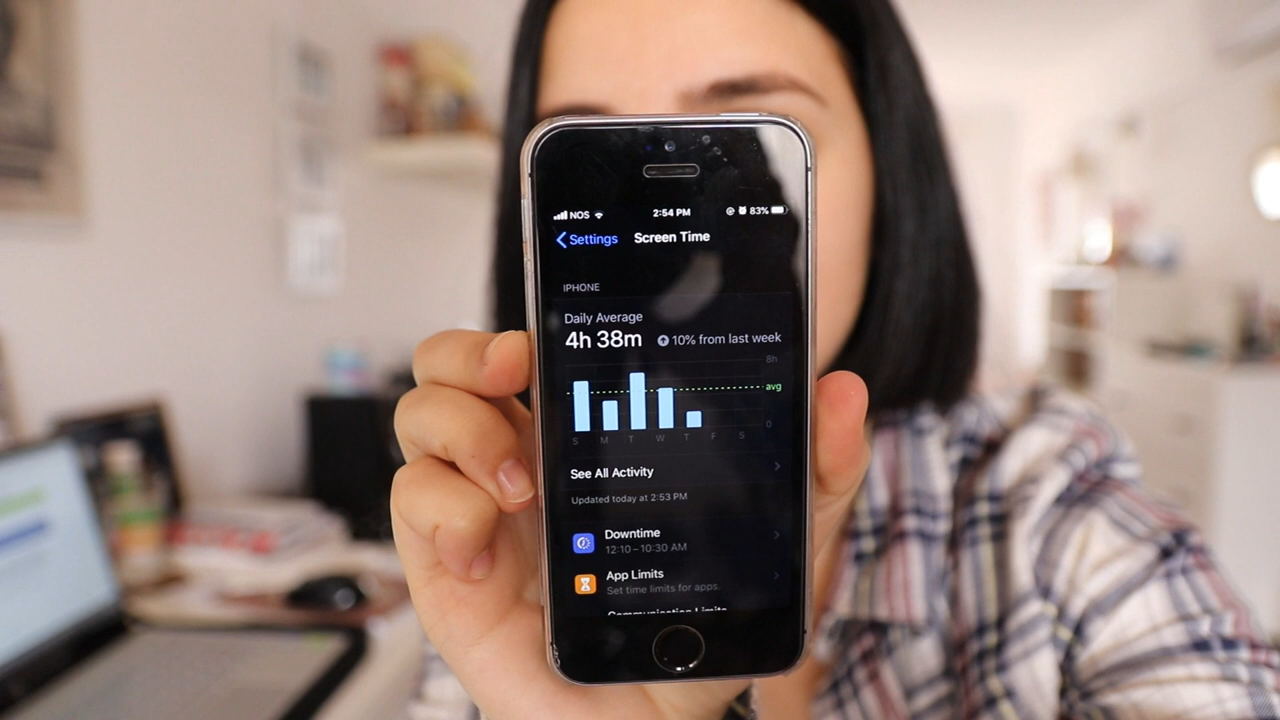 NOS 2:54 PM 83%
Settings Screen Time
IPHONE
Daily Average
4h 38m 10% from last week
8h
avg
0
S M T W T F S
See All Activity
Updated today at 2:53 PM
Downtime
12:10 – 10:30 AM
App Limits
Set time limits for apps.
Communication Limits